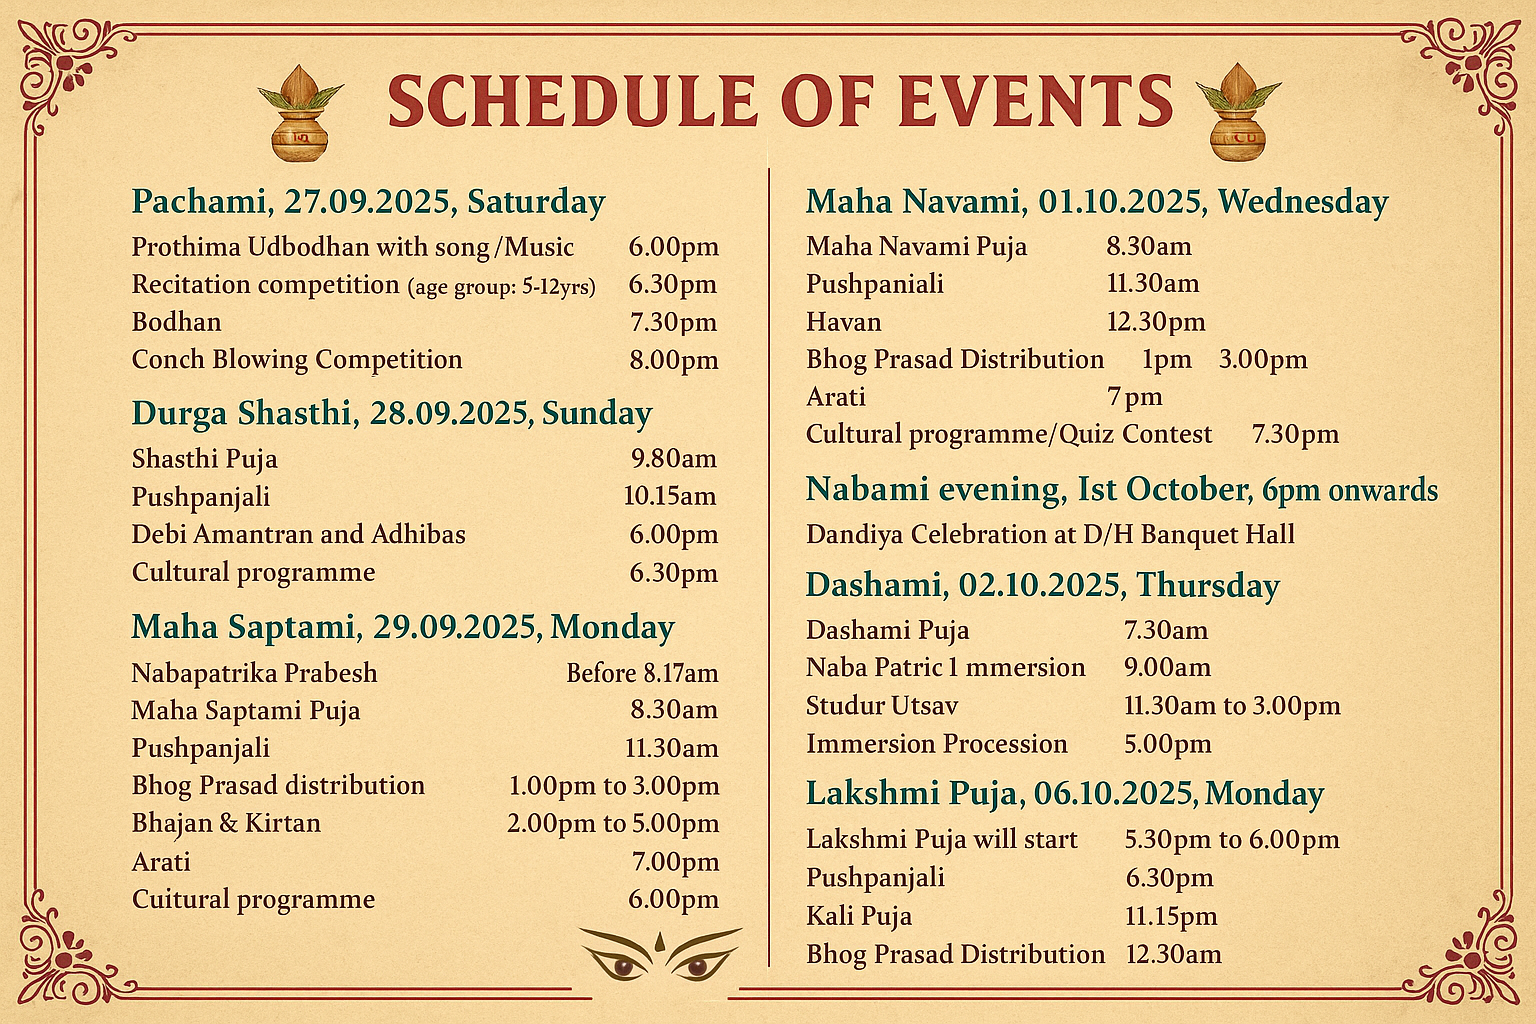 SCHEDULE OF EVENTS
Pachami, 27.09.2025, Saturday
Prothima Udbodhan with song/Music 6.00pm
Recitation competition (age group: 5-12yrs) 6.30pm
Bodhan 7.30pm
Conch Blowing Competition 8.00pm
Durga Shasthi, 28.09.2025, Sunday
Shasthi Puja 9.80am
Pushpanjali 10.15am
Debi Amantran and Adhibas 6.00pm
Cultural programme 6.30pm
Maha Saptami, 29.09.2025, Monday
Nabapatrika Prabesh Before 8.17am
Maha Saptami Puja 8.30am
Pushpanjali 11.30am
Bhog Prasad distribution 1.00pm to 3.00pm
Bhajan & Kirtan 2.00pm to 5.00pm
Arati 7.00pm
Cuitural programme 6.00pm
Maha Navami, 01.10.2025, Wednesday
Maha Navami Puja 8.30am
Pushpaniali 11.30am
Havan 12.30pm
Bhog Prasad Distribution 1pm 3.00pm
Arati 7pm
Cultural programme/Quiz Contest 7.30pm
Nabami evening, Ist October, 6pm onwards
Dandiya Celebration at D/H Banquet Hall
Dashami, 02.10.2025, Thursday
Dashami Puja 7.30am
Naba Patric 1 mmersion 9.00am
Studur Utsav 11.30am to 3.00pm
Immersion Procession 5.00pm
Lakshmi Puja, 06.10.2025, Monday
Lakshmi Puja will start 5.30pm to 6.00pm
Pushpanjali 6.30pm
Kali Puja 11.15pm
Bhog Prasad Distribution 12.30am